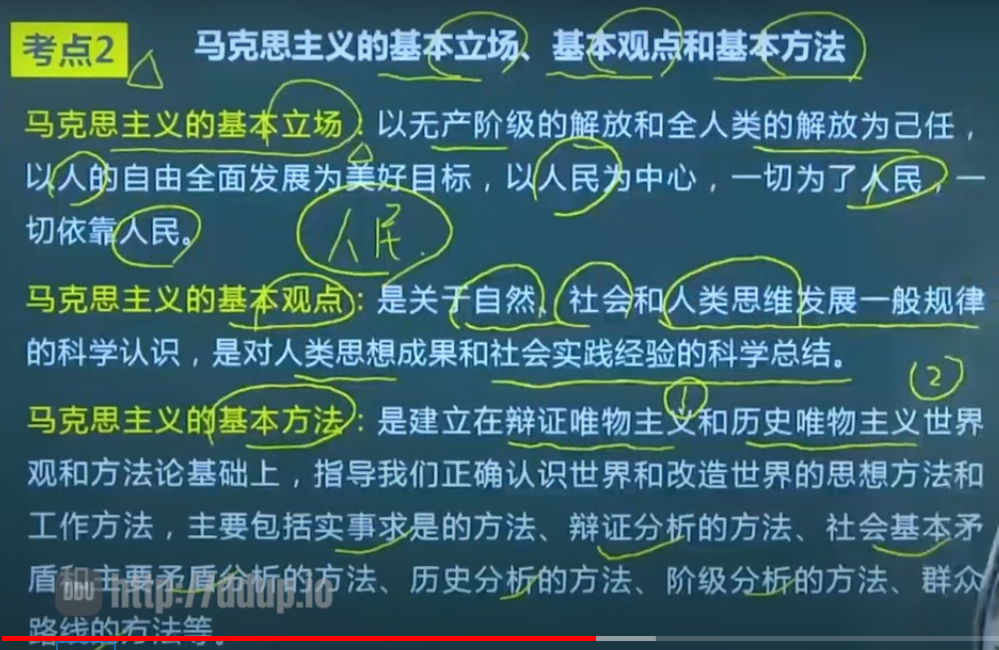 考点2
马克思主义的基本立场、基本观点和基本方法
马克思主义的基本立场：以无产阶级的解放和全人类的解放为己任，
以人的自由全面发展为美好目标，以人民为中心，一切为了人民，一
切依靠人民。
人民.
马克思主义的基本观点：是关于自然、社会和人类思维发展一般规律
的科学认识，是对人类思想成果和社会实践经验的科学总结。
① ②
马克思主义的基本方法：是建立在辩证唯物主义和历史唯物主义世界
观和方法论基础上，指导我们正确认识世界和改造世界的思想方法和
工作方法，主要包括实事求是的方法、辩证分析的方法、社会基本矛
盾和主要矛盾分析的方法、历史分析的方法、阶级分析的方法、群众
路线的方法等。
DDU http://ddup.io